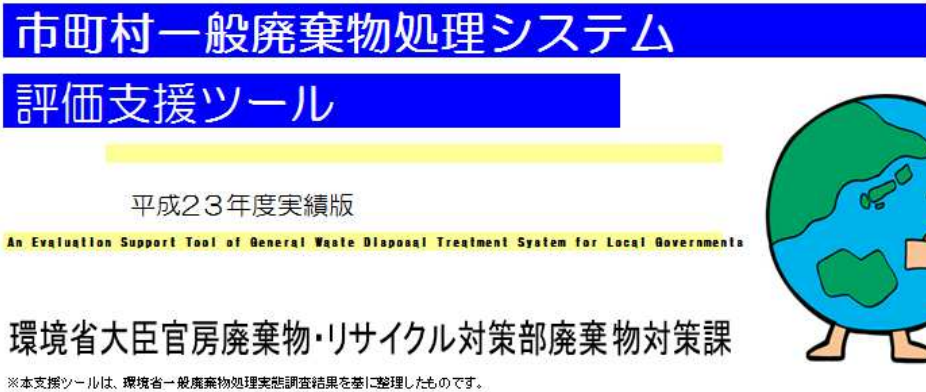 市町村一般廃棄物処理システム
評価支援ツール
平成23年度実績版
An Evaluation Support Tool of General Waste Disposal Treatment System for Local Governments
環境省大臣官房廃棄物・リサイクル対策部廃棄物対策課
※本支援ツールは、環境省一般廃棄物処理実態調査結果を基に整理したものです。